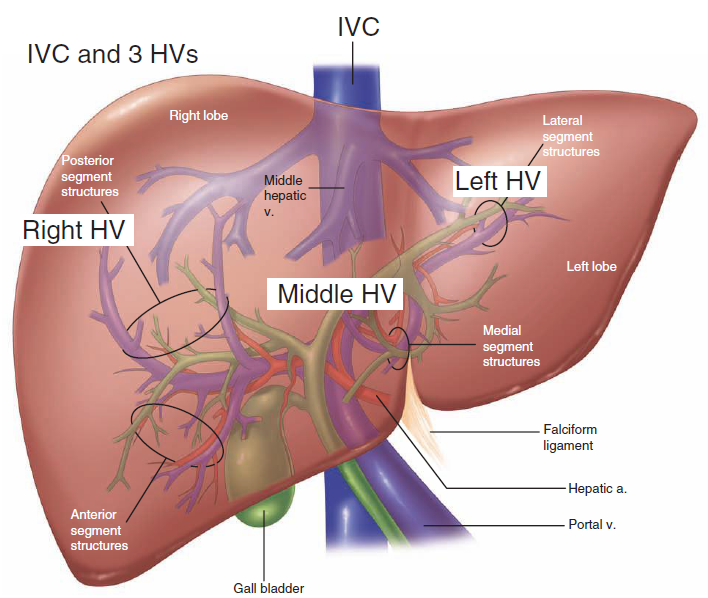 IVC
IVC and 3 HVs
Right lobe
Lateral
segment
structures
Posterior
segment
structures
Middle
hepatic
v.
Left HV
Right HV
Left lobe
Middle HV
Medial
segment
structures
Falciform
ligament
Hepatic a.
Anterior
segment
structures
Portal v.
Gall bladder